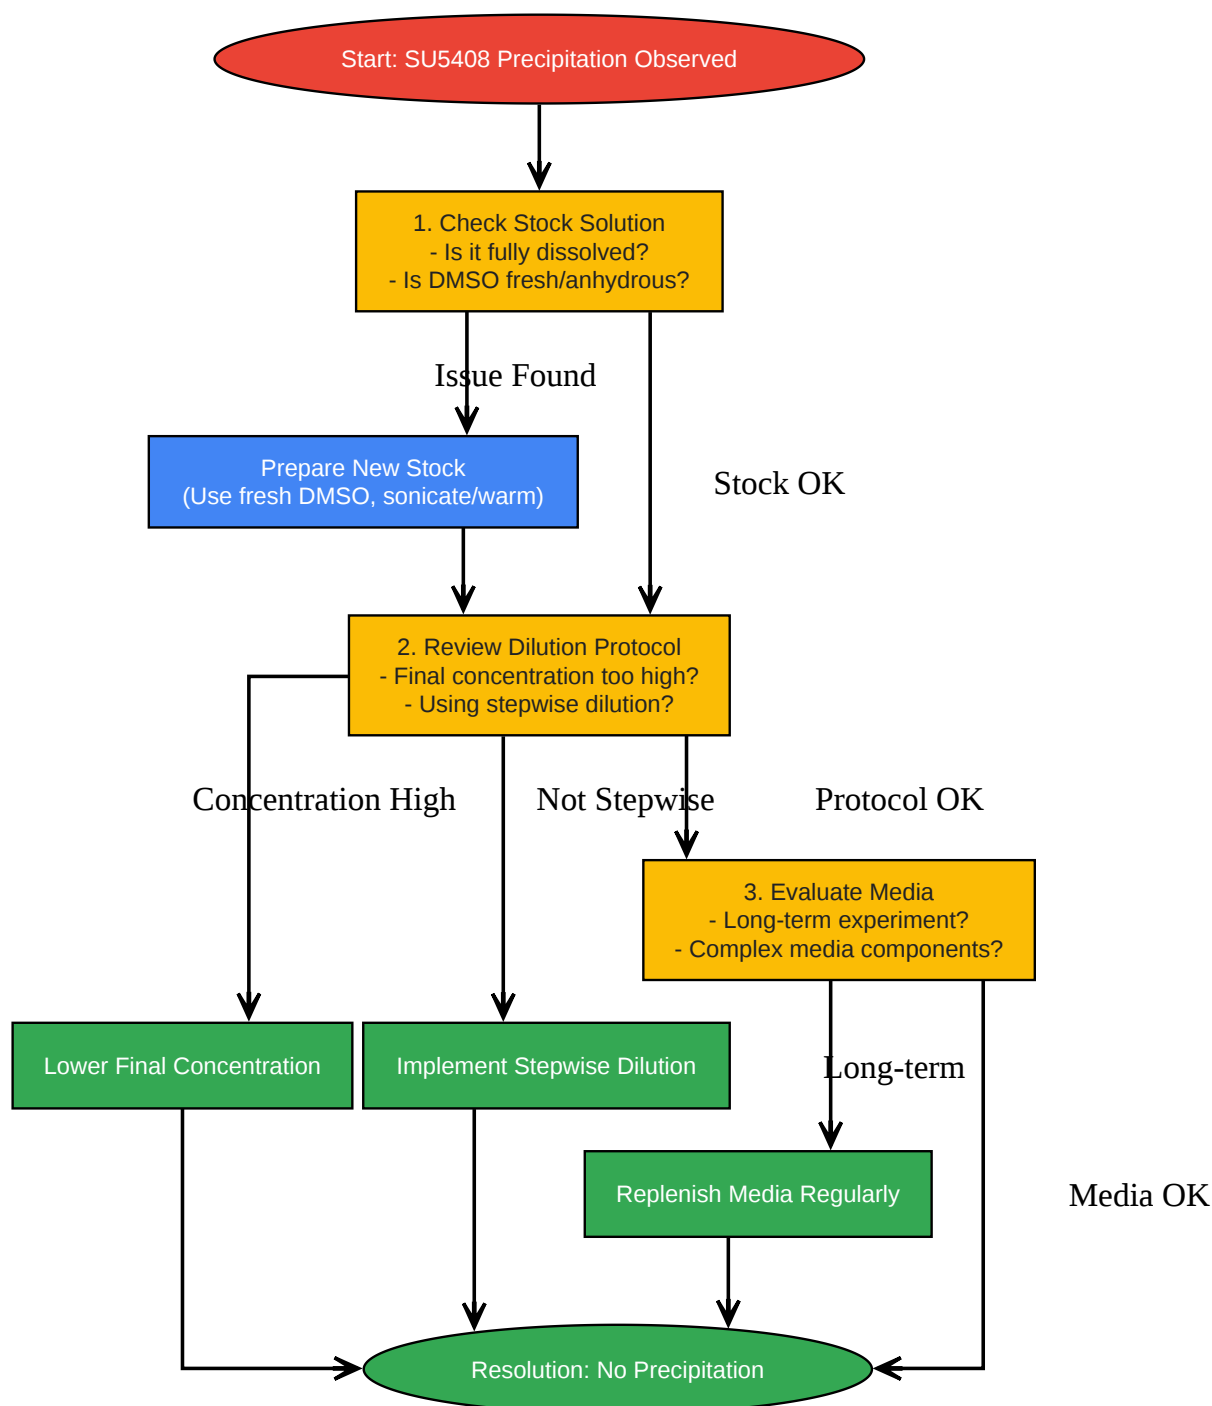 Start: SU5408 Precipitation Observed
1. Check Stock Solution
- Is it fully dissolved?
- Is DMSO fresh/anhydrous?
Issue Found
Prepare New Stock
(Use fresh DMSO, sonicate/warm)
Stock OK
2. Review Dilution Protocol
- Final concentration too high?
- Using stepwise dilution?
Concentration High
Not Stepwise
Protocol OK
3. Evaluate Media
- Long-term experiment?
- Complex media components?
Lower Final Concentration
Implement Stepwise Dilution
Long-term
Replenish Media Regularly
Media OK
Resolution: No Precipitation